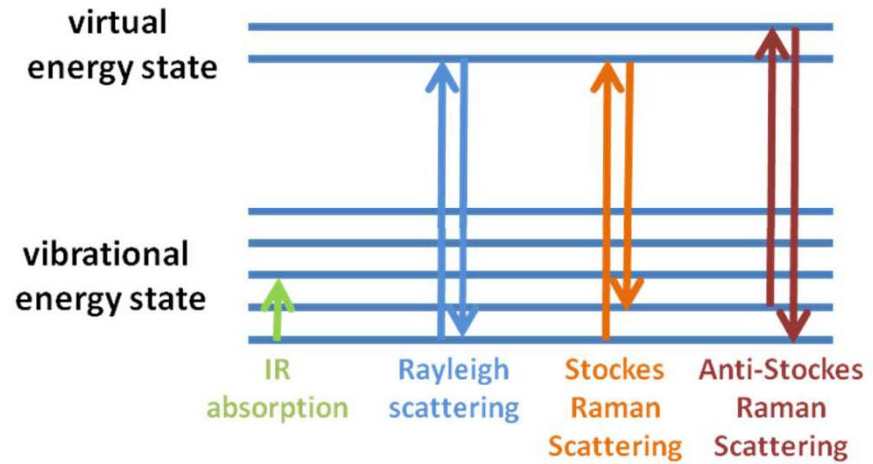 virtual
energy state
vibrational
energy state
IR
absorption
Rayleigh
scattering
Stockes
Raman
Scattering
Anti-Stockes
Raman
Scattering